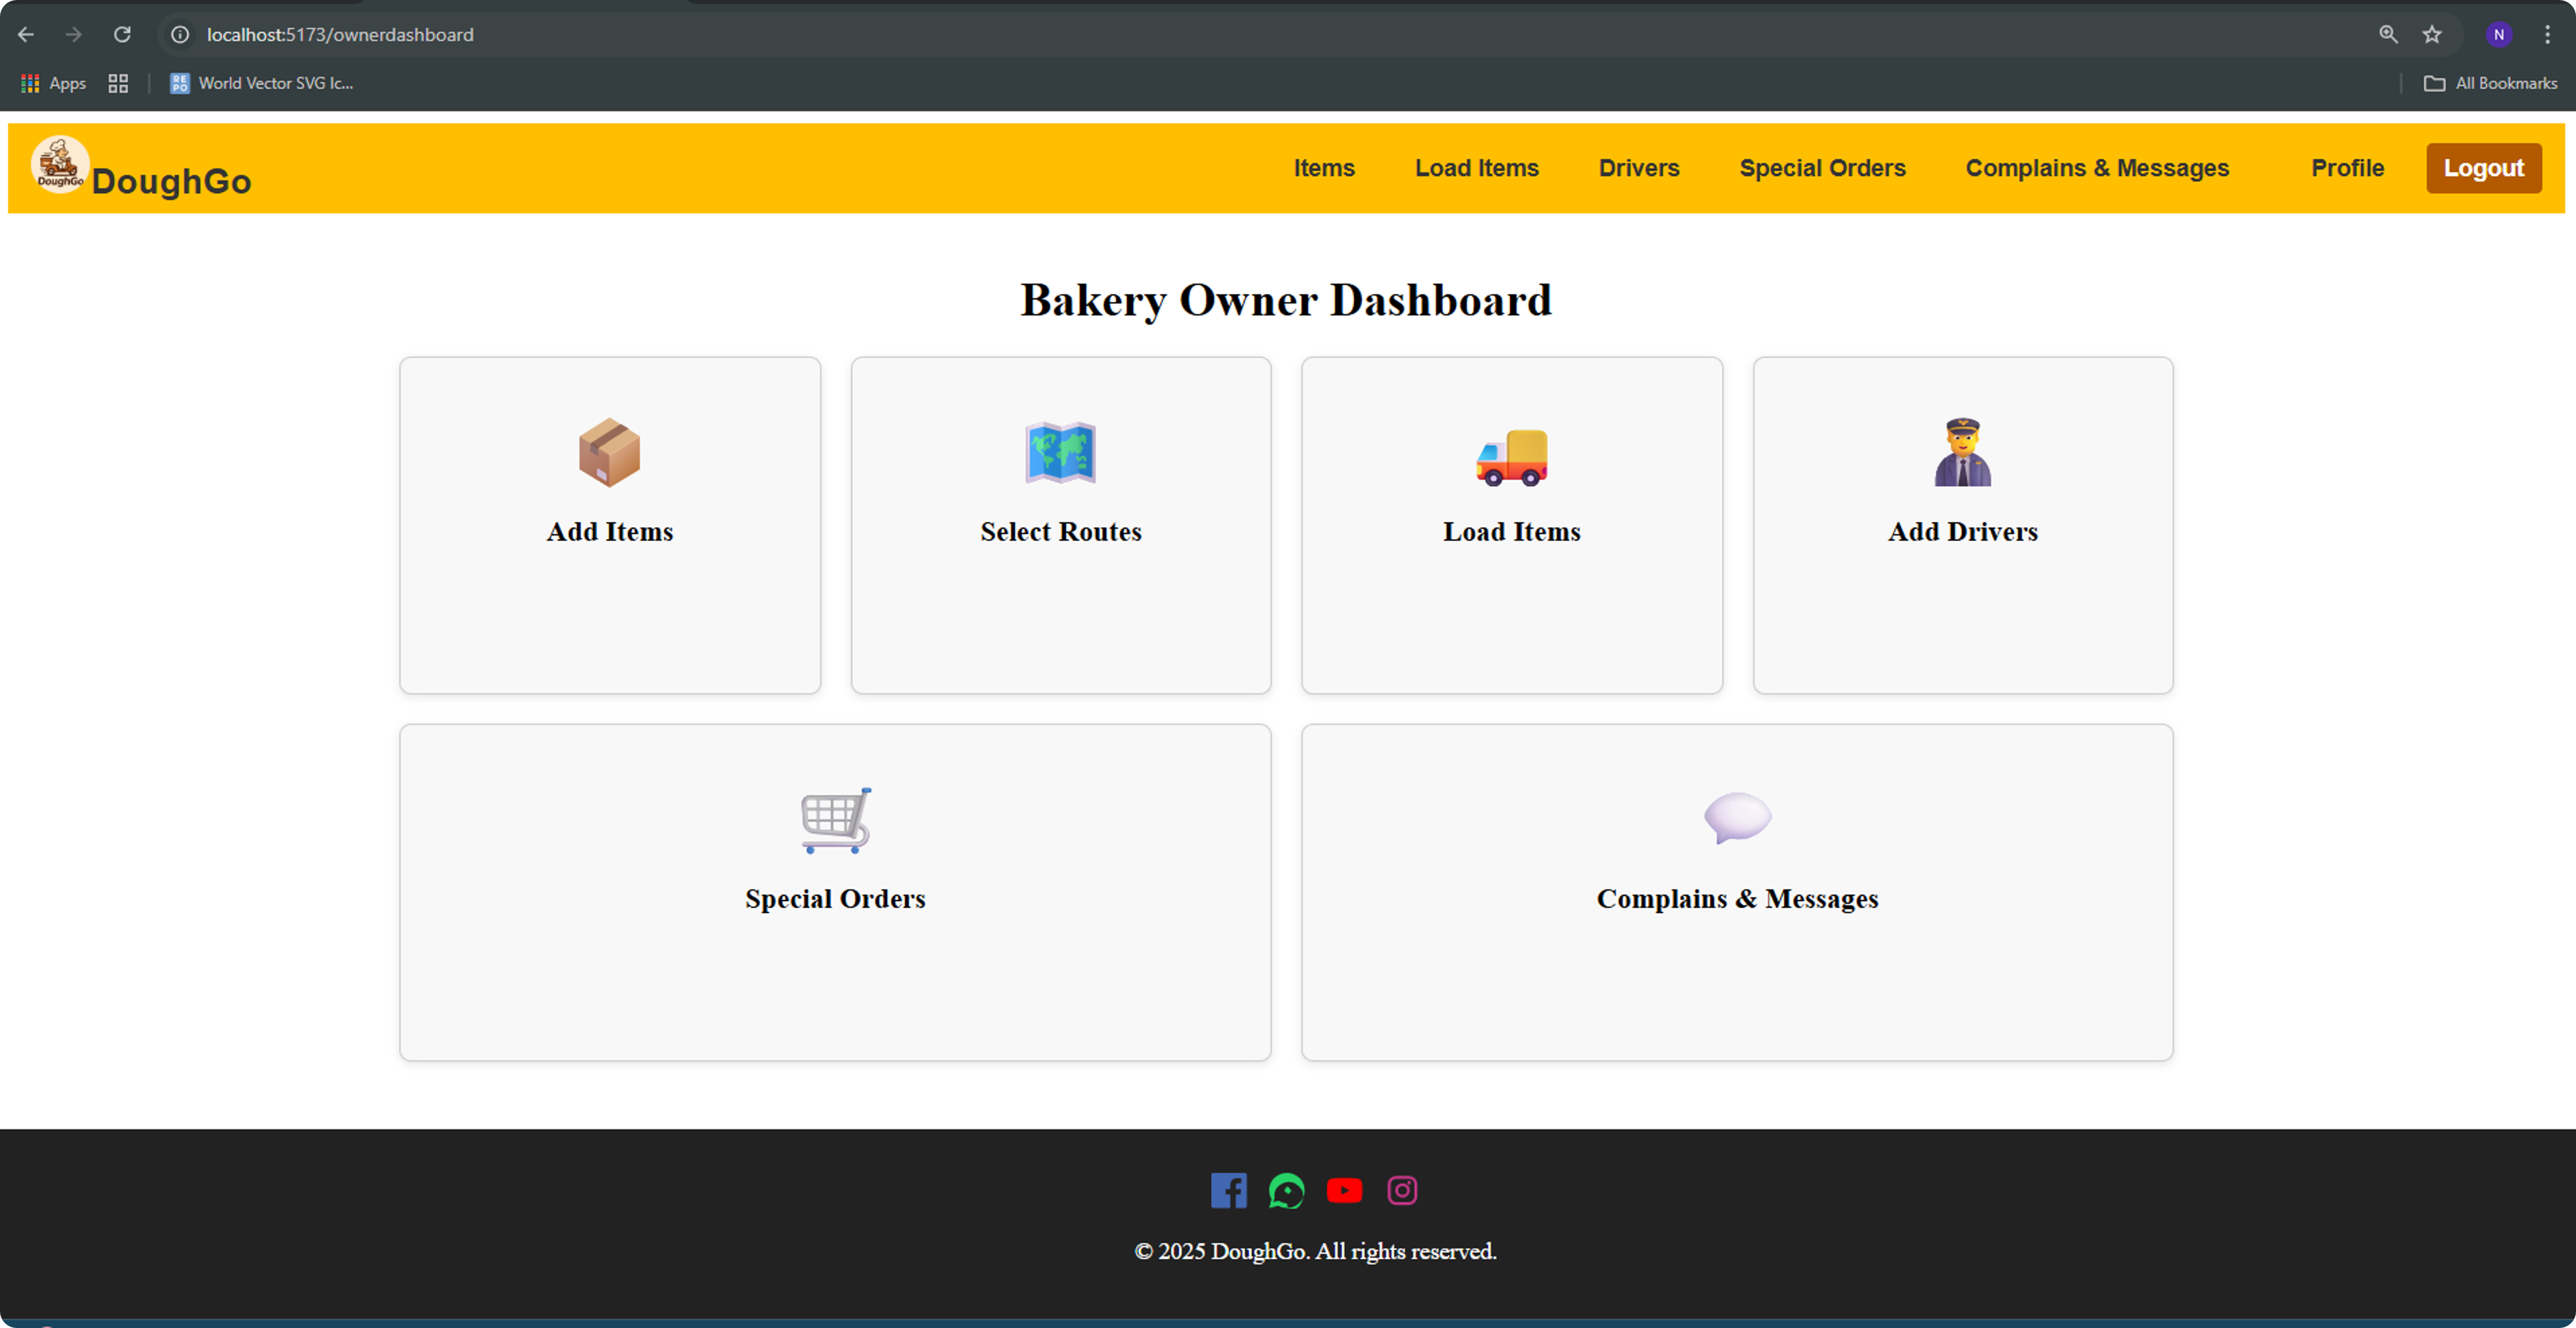 localhost:5173/ownerdashboard
N
Apps
RE
PO
World Vector SVG Ic...
All Bookmarks
DoughGo
DoughGo
Items
Load Items
Drivers
Special Orders
Complains & Messages
Profile
Logout
Bakery Owner Dashboard
Add Items
Select Routes
Load Items
Add Drivers
Special Orders
Complains & Messages
© 2025 DoughGo. All rights reserved.